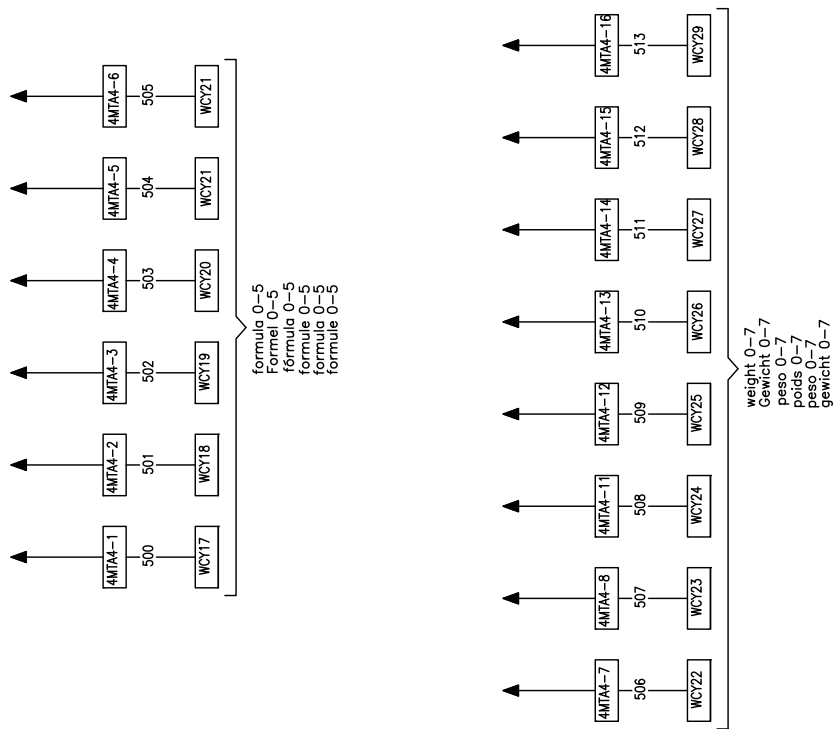 4MTA4-1
500
WCY17
4MTA4-2
501
WCY18
4MTA4-3
502
WCY19
4MTA4-4
503
WCY20
4MTA4-5
504
WCY21
4MTA4-6
505
WCY21
formula 0-5
Formel 0-5
fórmula 0-5
formule 0-5
formula 0-5
formule 0-5
4MTA4-7
506
WCY22
4MTA4-8
507
WCY23
4MTA4-11
508
WCY24
4MTA4-12
509
WCY25
4MTA4-13
510
WCY26
4MTA4-14
511
WCY27
4MTA4-15
512
WCY28
4MTA4-16
513
WCY29
weight 0-7
Gewicht 0-7
peso 0-7
poids 0-7
peso 0-7
gewicht 0-7